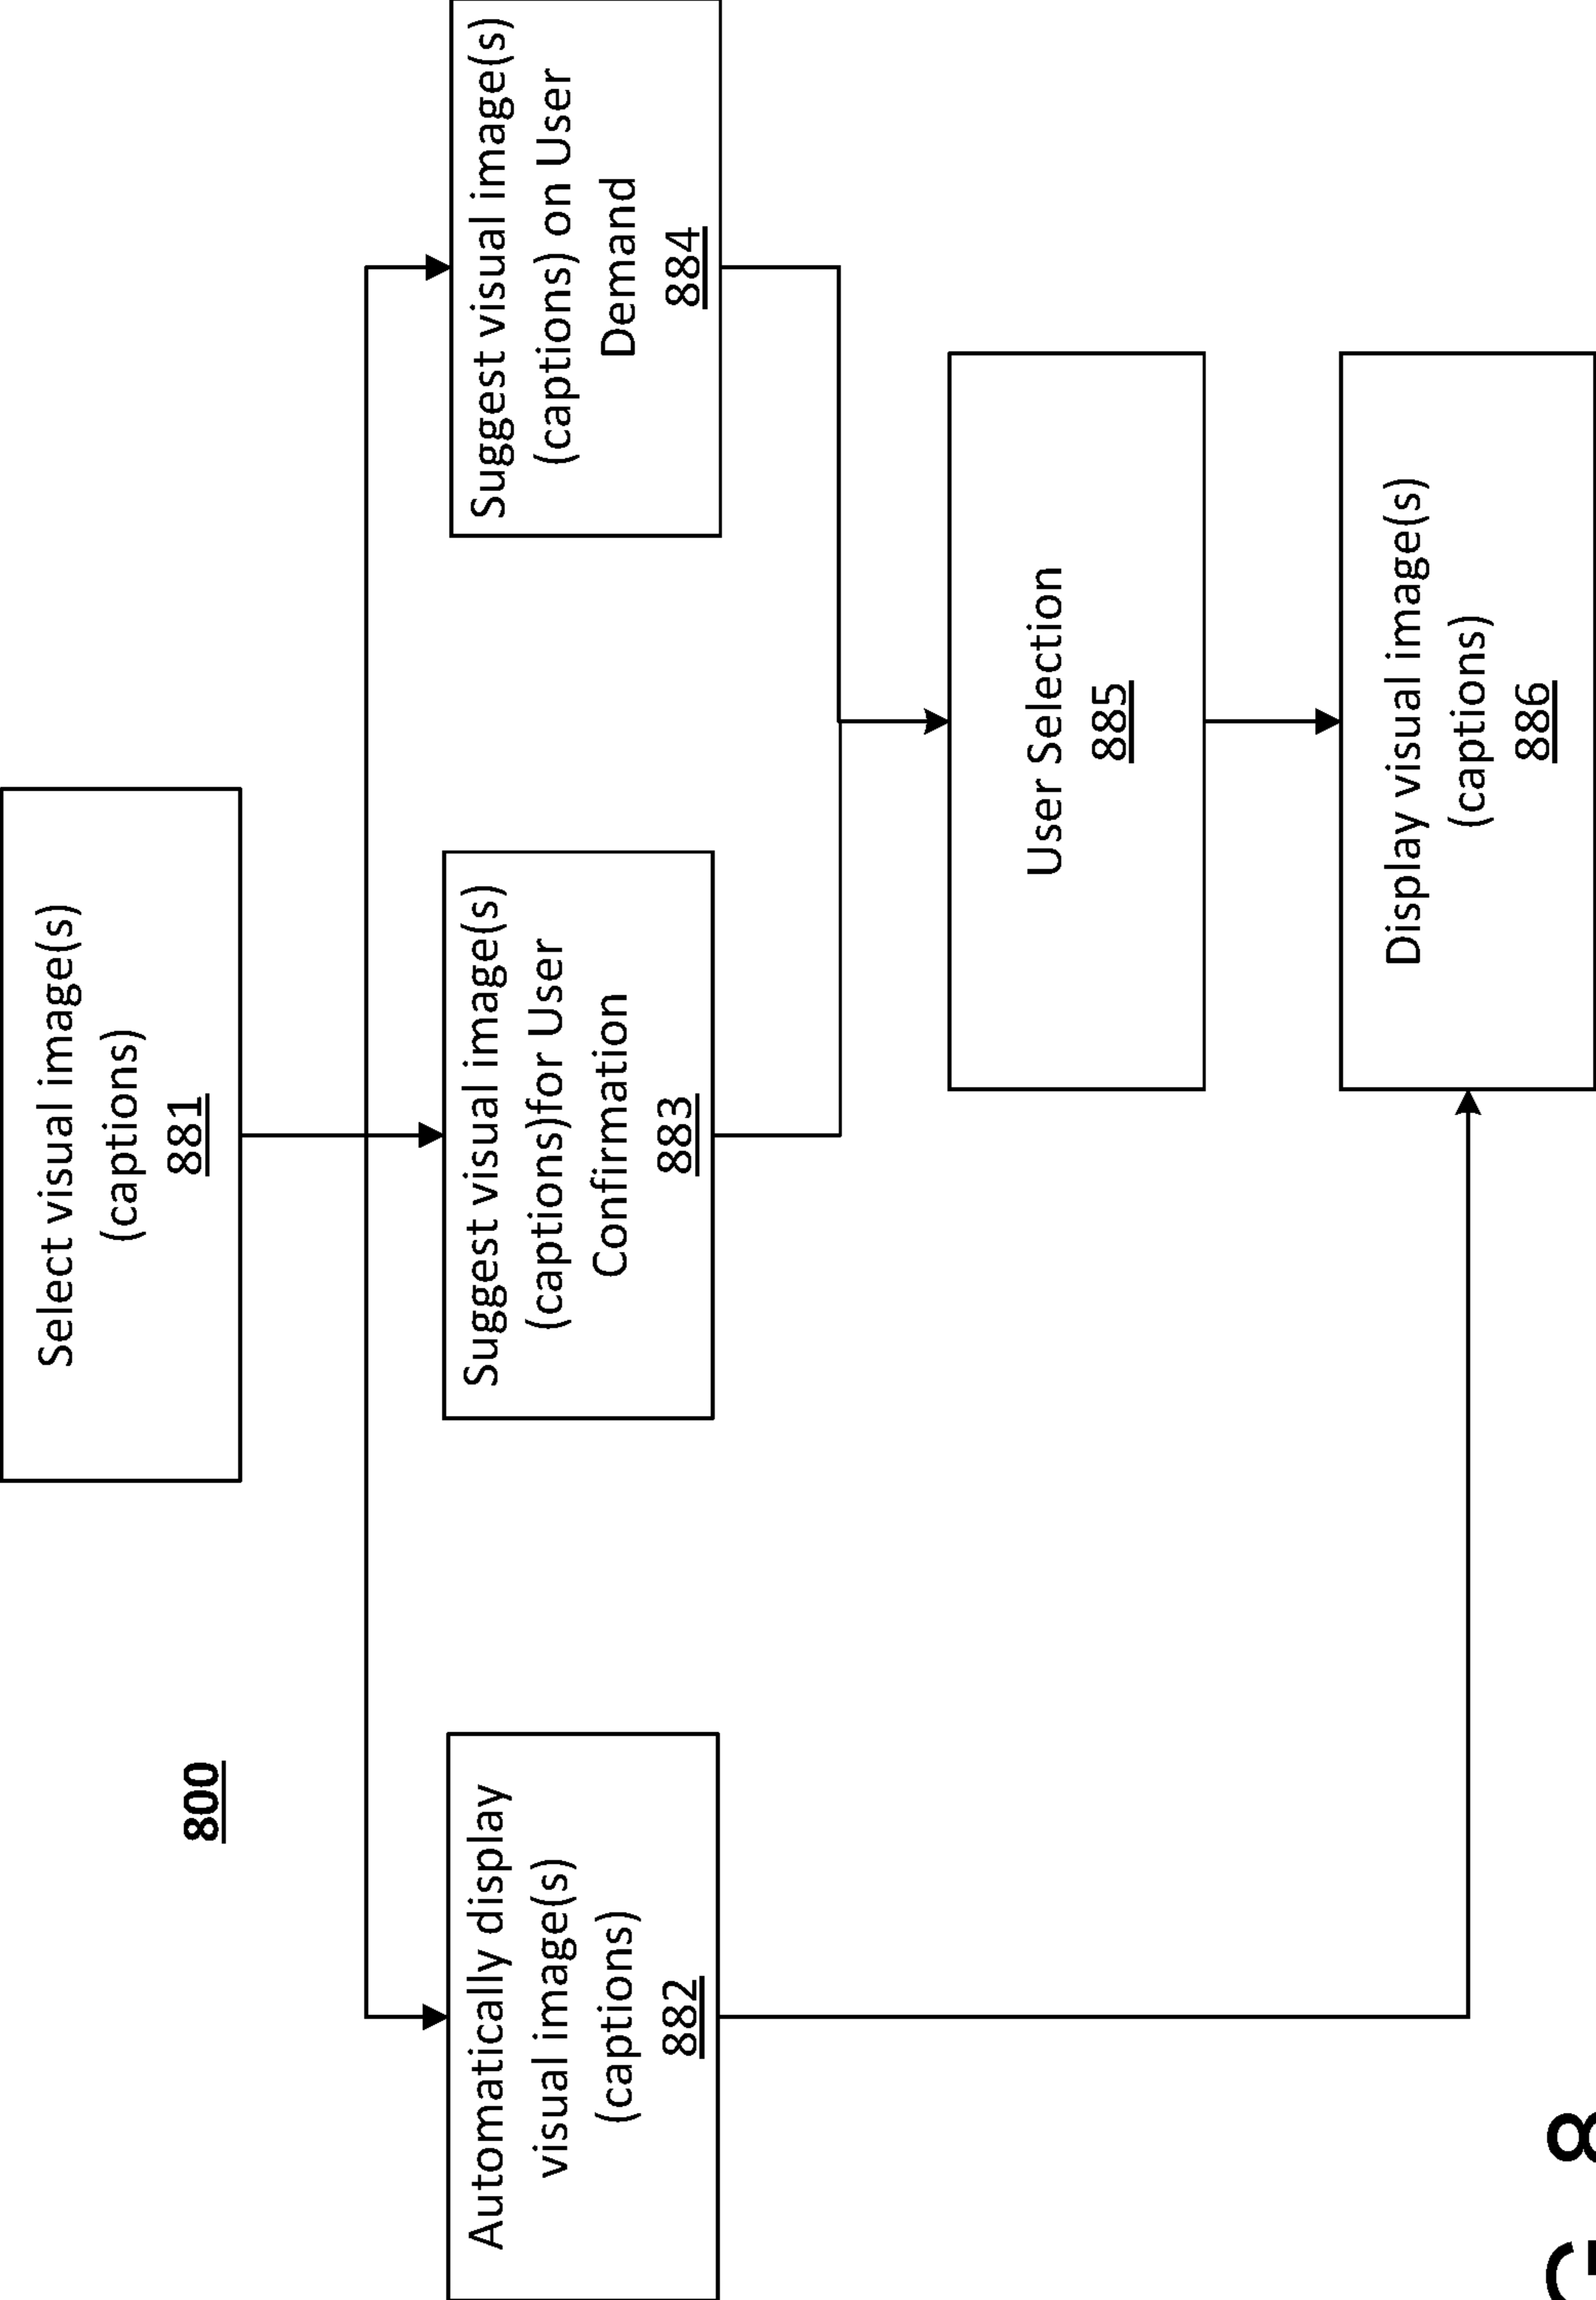 800
Select visual image(s)
(captions)
881
Automatically display
visual image(s)
(captions)
882
Suggest visual image(s)
(captions)for User
Confirmation
883
Suggest visual image(s)
(captions) on User
Demand
884
User Selection
885
Display visual image(s)
(captions)
886